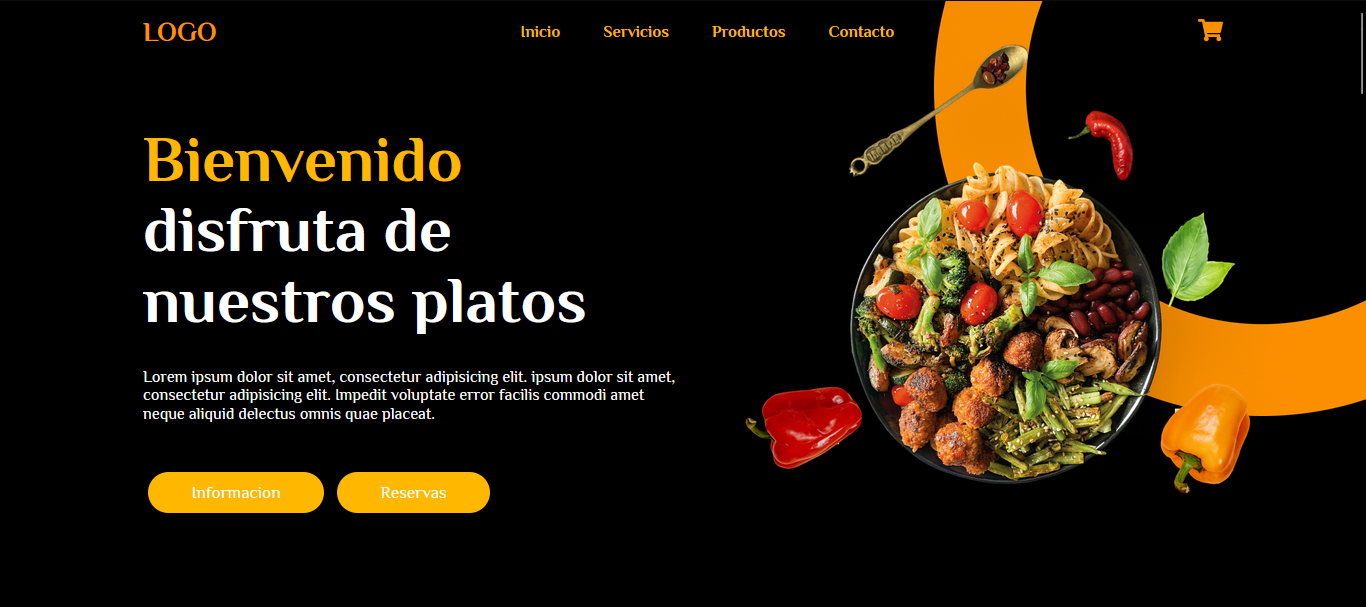 LOGO
Inicio Servicios Productos Contacto
Bienvenido
disfruta de
nuestros platos
Lorem ipsum dolor sit amet, consectetur adipisicing elit. ipsum dolor sit amet,
consectetur adipisicing elit. Impedit voluptate error facilis commodi amet
neque aliquid delectus omnis quae placeat.
Informacion Reservas